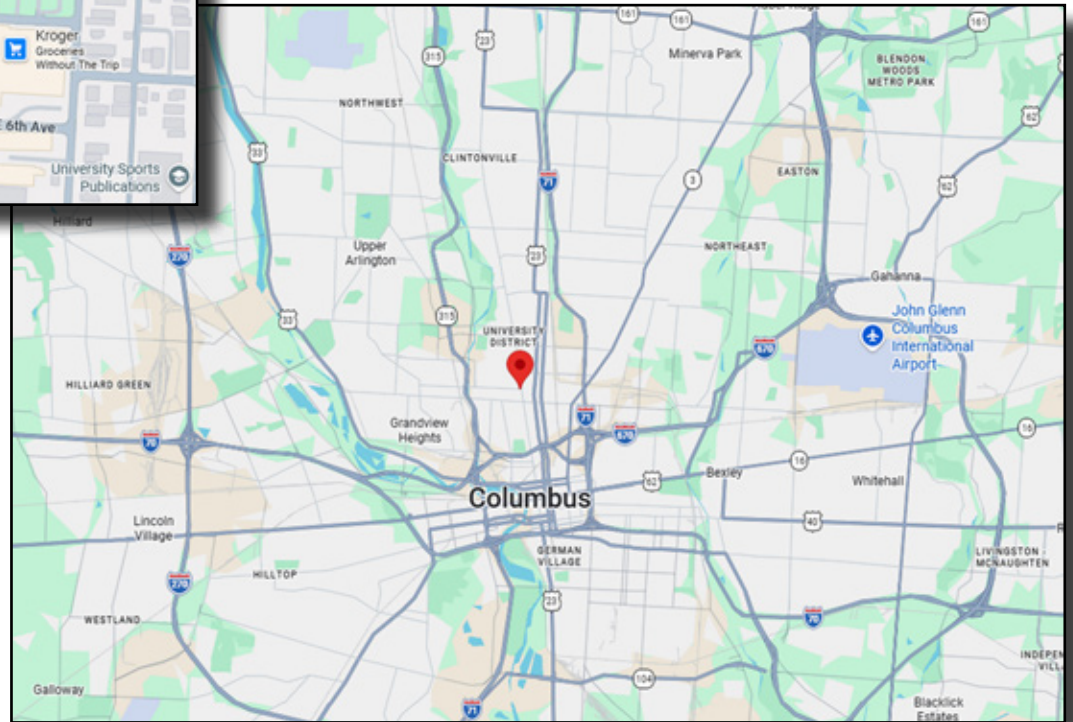 Kroger
Groceries
Without The Trip
E 6th Ave
University Sports
Publications
161
161
161
23
315
Minerva Park
BLENDON
WOODS
METRO PARK
NORTHWEST
62
33
CLINTONVILLE
71
3
EASTON
62
Hilliard
270
Upper
Arlington
23
NORTHEAST
Gahanna
33
315
UNIVERSITY
DISTRICT
670
John Glenn
Columbus
International
Airport
HILLIARD GREEN
Grandview
Heights
71
670
70
16
16
62
Bexley
Whitehall
Columbus
40
Lincoln
Village
GERMAN
VILLAGE
LIVINGSTON -
MCNAUGHTEN
HILLTOP
270
23
WESTLAND
70
104
Galloway
71
Blacklick
Estates